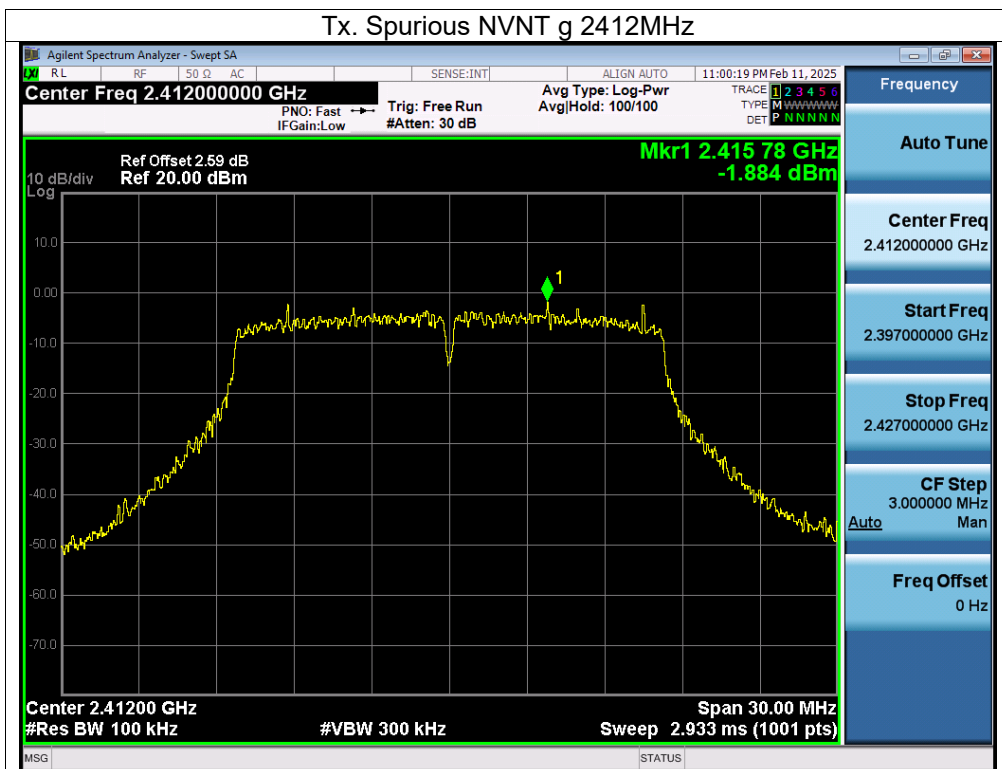 Tx. Spurious NVNT g 2412MHz
Agilent Spectrum Analyzer - Swept SA
LXI RL RF 50 Ω AC SENSE:INT ALIGN AUTO 11:00:19 PM Feb 11, 2025
Center Freq 2.412000000 GHz
PNO: Fast
IFGain:Low
Trig: Free Run
#Atten: 30 dB
Avg Type: Log-Pwr
Avg|Hold: 100/100
TRACE 1 2 3 4 5 6
TYPE M WWWWW
DET P N N N N N
Mkr1 2.415 78 GHz
-1.884 dBm
Ref Offset 2.59 dB
10 dB/div Ref 20.00 dBm
Log
10.0
0.00
-10.0
-20.0
-30.0
-40.0
-50.0
-60.0
-70.0
1
Center 2.41200 GHz Span 30.00 MHz
#Res BW 100 kHz #VBW 300 kHz Sweep 2.933 ms (1001 pts)
MSG STATUS
Frequency
Auto Tune
Center Freq
2.412000000 GHz
Start Freq
2.397000000 GHz
Stop Freq
2.427000000 GHz
CF Step
3.000000 MHz
Auto Man
Freq Offset
0 Hz